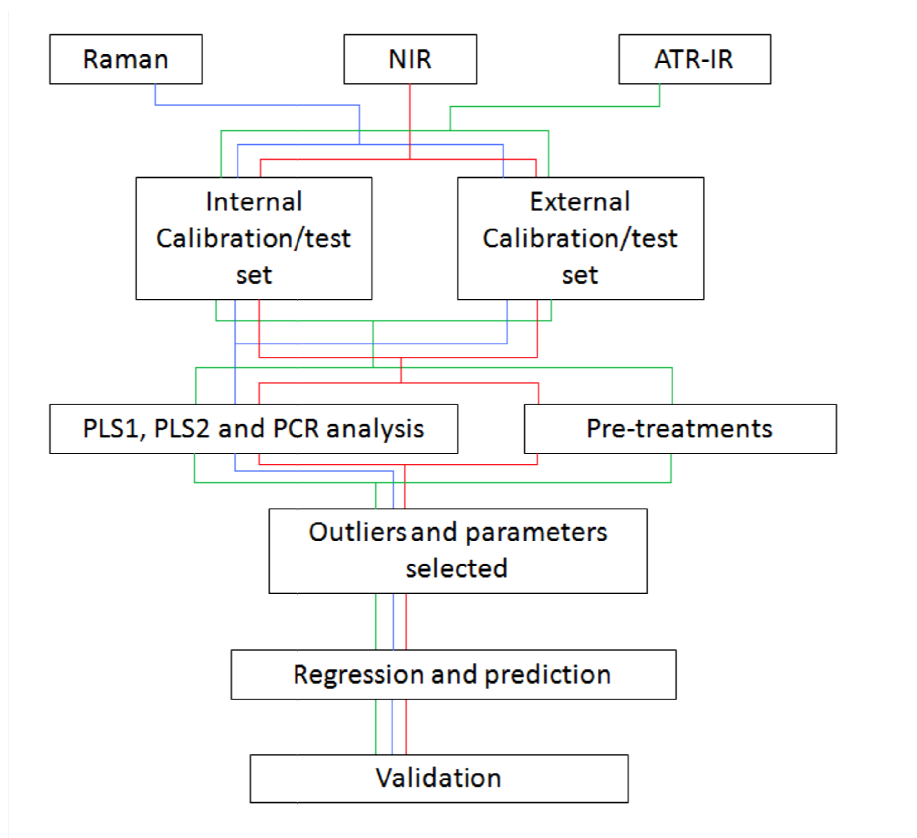 Raman
NIR
ATR-IR
Internal
Calibration/test
set
External
Calibration/test
set
PLS1, PLS2 and PCR analysis
Pre-treatments
Outliers and parameters
selected
Regression and prediction
Validation